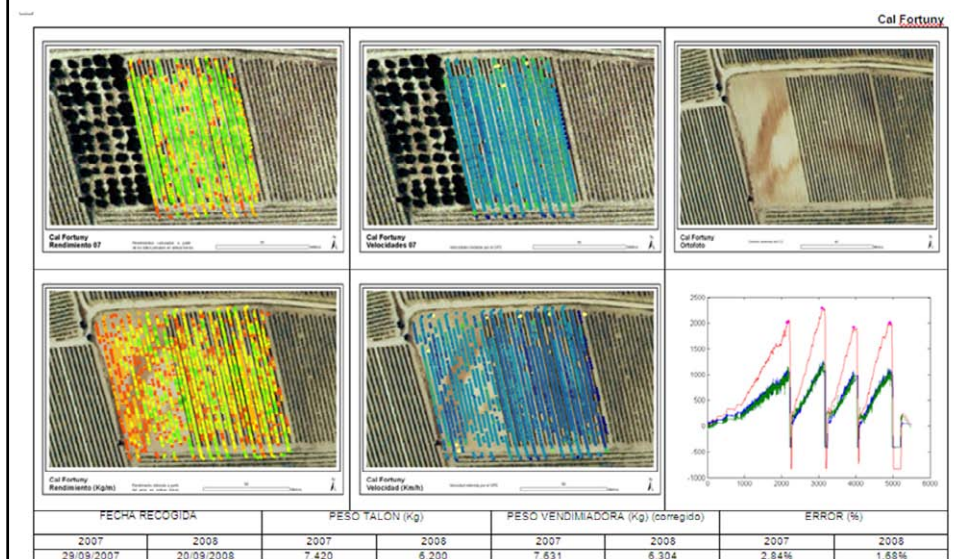 Cal Fortuny
Cal Fortuny
Rendimiento 07
Cal Fortuny
Velocidades 07
Cal Fortuny
Ortofoto
Cal Fortuny
Rendimiento (Kg/m)
Cal Fortuny
Velocidad (Km/h)
2500
2000
1500
1000
500
0
-500
-1000
0 1000 2000 3000 4000 5000 6000
FECHA RECOGIDA PESO TALON (Kg) PESO VENDIMIADORA (Kg) (corregido) ERROR (%)
2007 2008 2007 2008 2007 2008 2007 2008
29/09/2007 20/09/2008 7.420 6.200 7.631 6.304 2.84% 1.68%